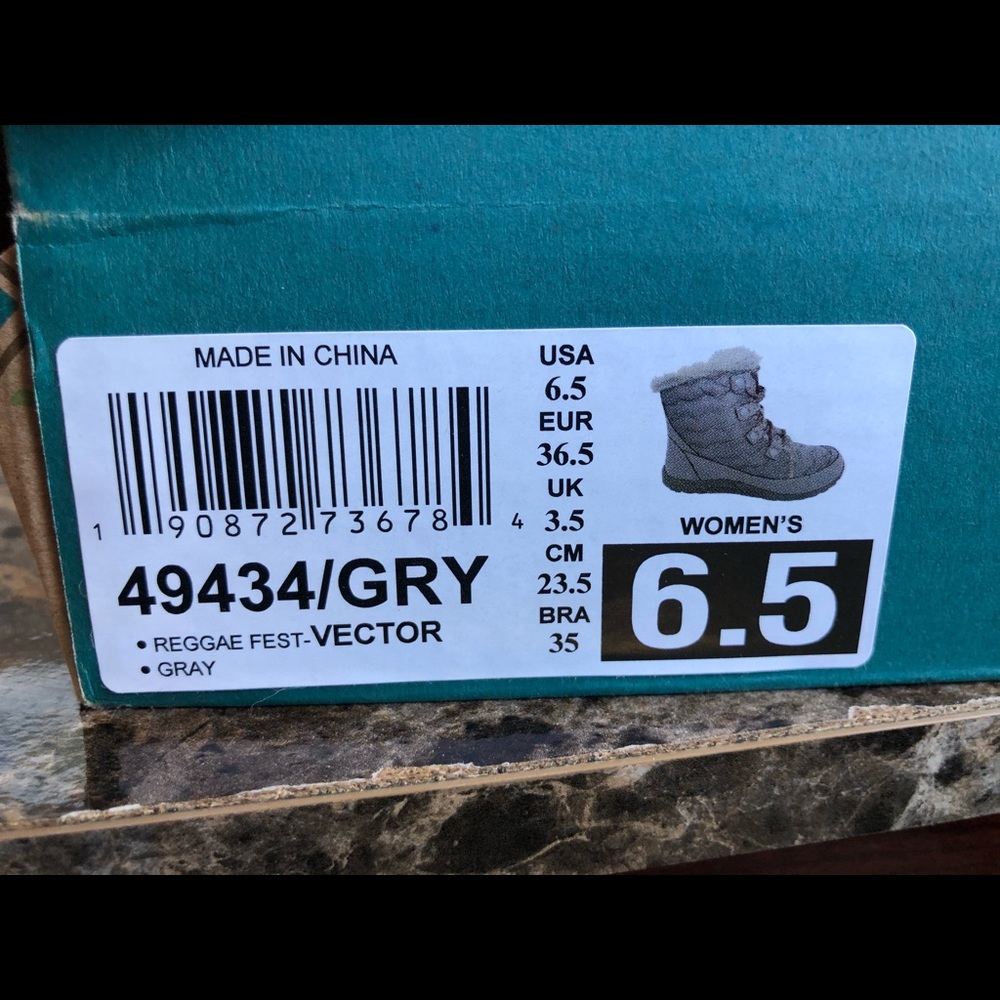 MADE IN CHINA
1 90872 73678 4
49434/GRY
• REGGAE FEST-VECTOR
• GRAY
USA
6.5
EUR
36.5
UK
3.5
CM
23.5
BRA
35
WOMEN'S
6.5